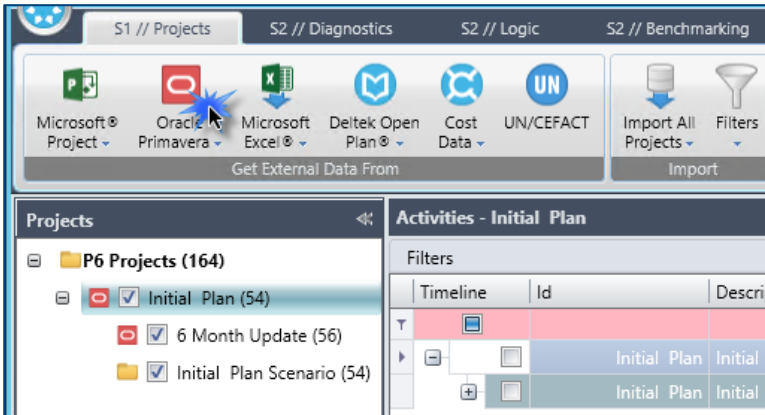 S1 // Projects
S2 // Diagnostics
S2 // Logic
S2 // Benchmarking
Microsoft®
Project
Oracle
Primavera
Microsoft
Excel®
Deltek Open
Plan®
Cost
Data
UN
UN/CEFACT
Import All
Projects
Filters
Get External Data From
Import
Projects
Activities - Initial Plan
P6 Projects (164)
Initial Plan (54)
6 Month Update (56)
Initial Plan Scenario (54)
Filters
Timeline
Id
Descri
Initial Plan
Initial
Initial Plan
Initial